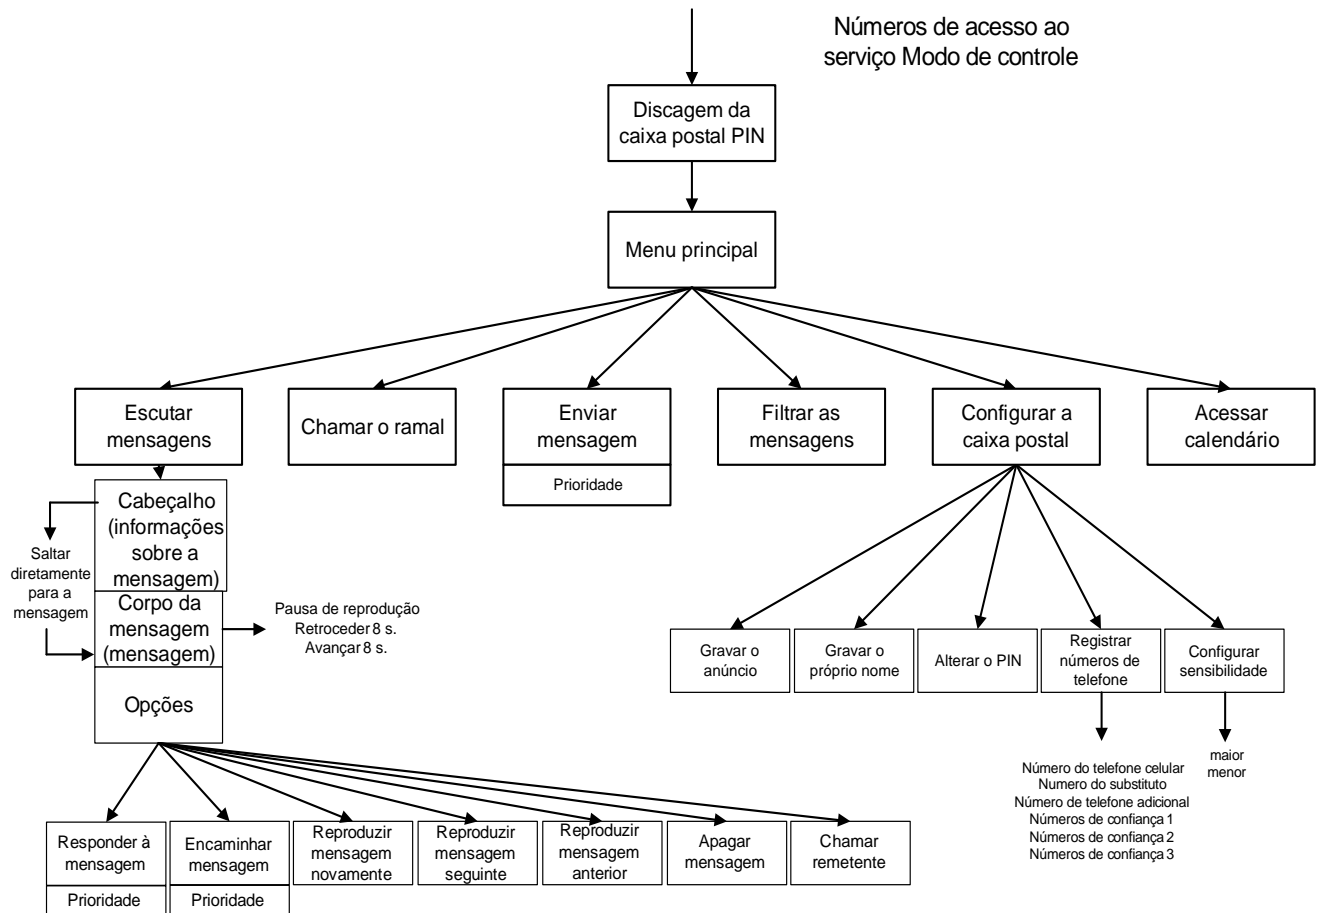 Números de acesso ao
serviço Modo de controle
Discagem da
caixa postal PIN
Menu principal
Escutar
mensagens
Chamar o ramal
Enviar
mensagem
Prioridade
Filtrar as
mensagens
Configurar a
caixa postal
Acessar
calendário
Cabeçalho
(informações
sobre a
mensagem)
Saltar
diretamente
para a
mensagem
Corpo da
mensagem
(mensagem)
Pausa de reprodução
Retroceder 8 s.
Avançar 8 s.
Opções
Gravar o
anúncio
Gravar o
próprio nome
Alterar o PIN
Registrar
números de
telefone
Configurar
sensibilidade
Número do telefone celular
Numero do substituto
Número de telefone adicional
Números de confiança 1
Números de confiança 2
Números de confiança 3
maior
menor
Responder à
mensagem
Prioridade
Encaminhar
mensagem
Prioridade
Reproduzir
mensagem
novamente
Reproduzir
mensagem
seguinte
Reproduzir
mensagem
anterior
Apagar
mensagem
Chamar
remetente